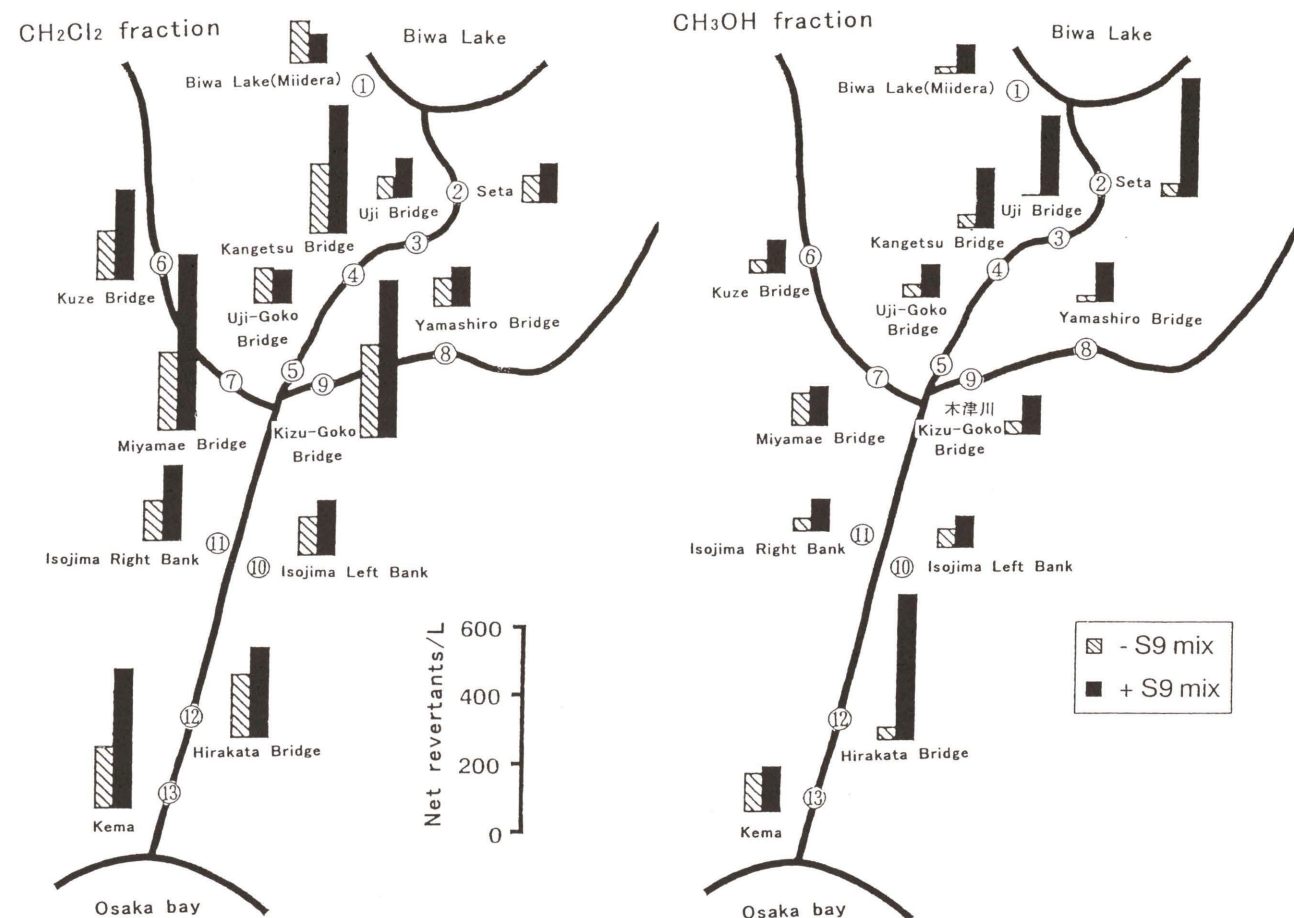 CH₂Cl₂ fraction
Biwa Lake
Biwa Lake(Miidera)
①
②
Seta
Uji Bridge
③
Kangetsu Bridge
④
⑥
Kuze Bridge
Uji-Goko
Bridge
Yamashiro Bridge
⑧
⑤
⑦
⑨
Miyamae Bridge
Kizu-Goko
Bridge
⑪
Isojima Right Bank
⑩
Isojima Left Bank
⑫
Hirakata Bridge
⑬
Kema
Osaka bay
Net revertants/L
600
400
200
0
CH₃OH fraction
Biwa Lake
Biwa Lake(Miidera)
①
②
Seta
Uji Bridge
③
Kangetsu Bridge
④
⑥
Kuze Bridge
Uji-Goko
Bridge
Yamashiro Bridge
⑧
⑤
⑦
⑨
木津川
Miyamae Bridge
Kizu-Goko
Bridge
⑪
Isojima Right Bank
⑩
Isojima Left Bank
- S9 mix
+ S9 mix
⑫
Hirakata Bridge
⑬
Kema
Osaka bay